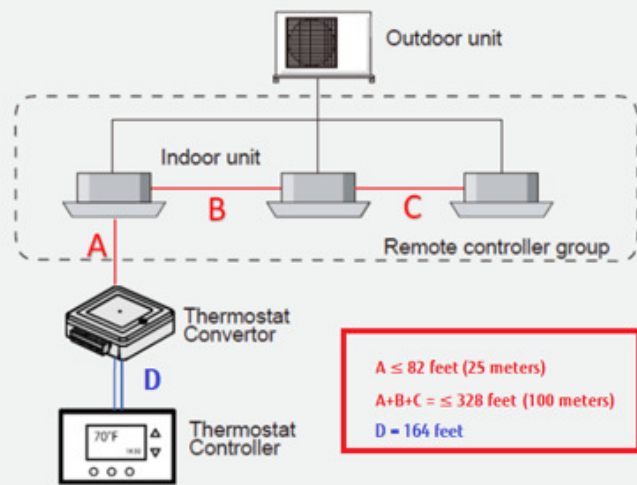 Outdoor unit
Indoor unit
B
C
A
Remote controller group
Thermostat
Convertor
D
A ≤ 82 feet (25 meters)
A+B+C = ≤ 328 feet (100 meters)
D = 164 feet
70°F
Thermostat
Controller